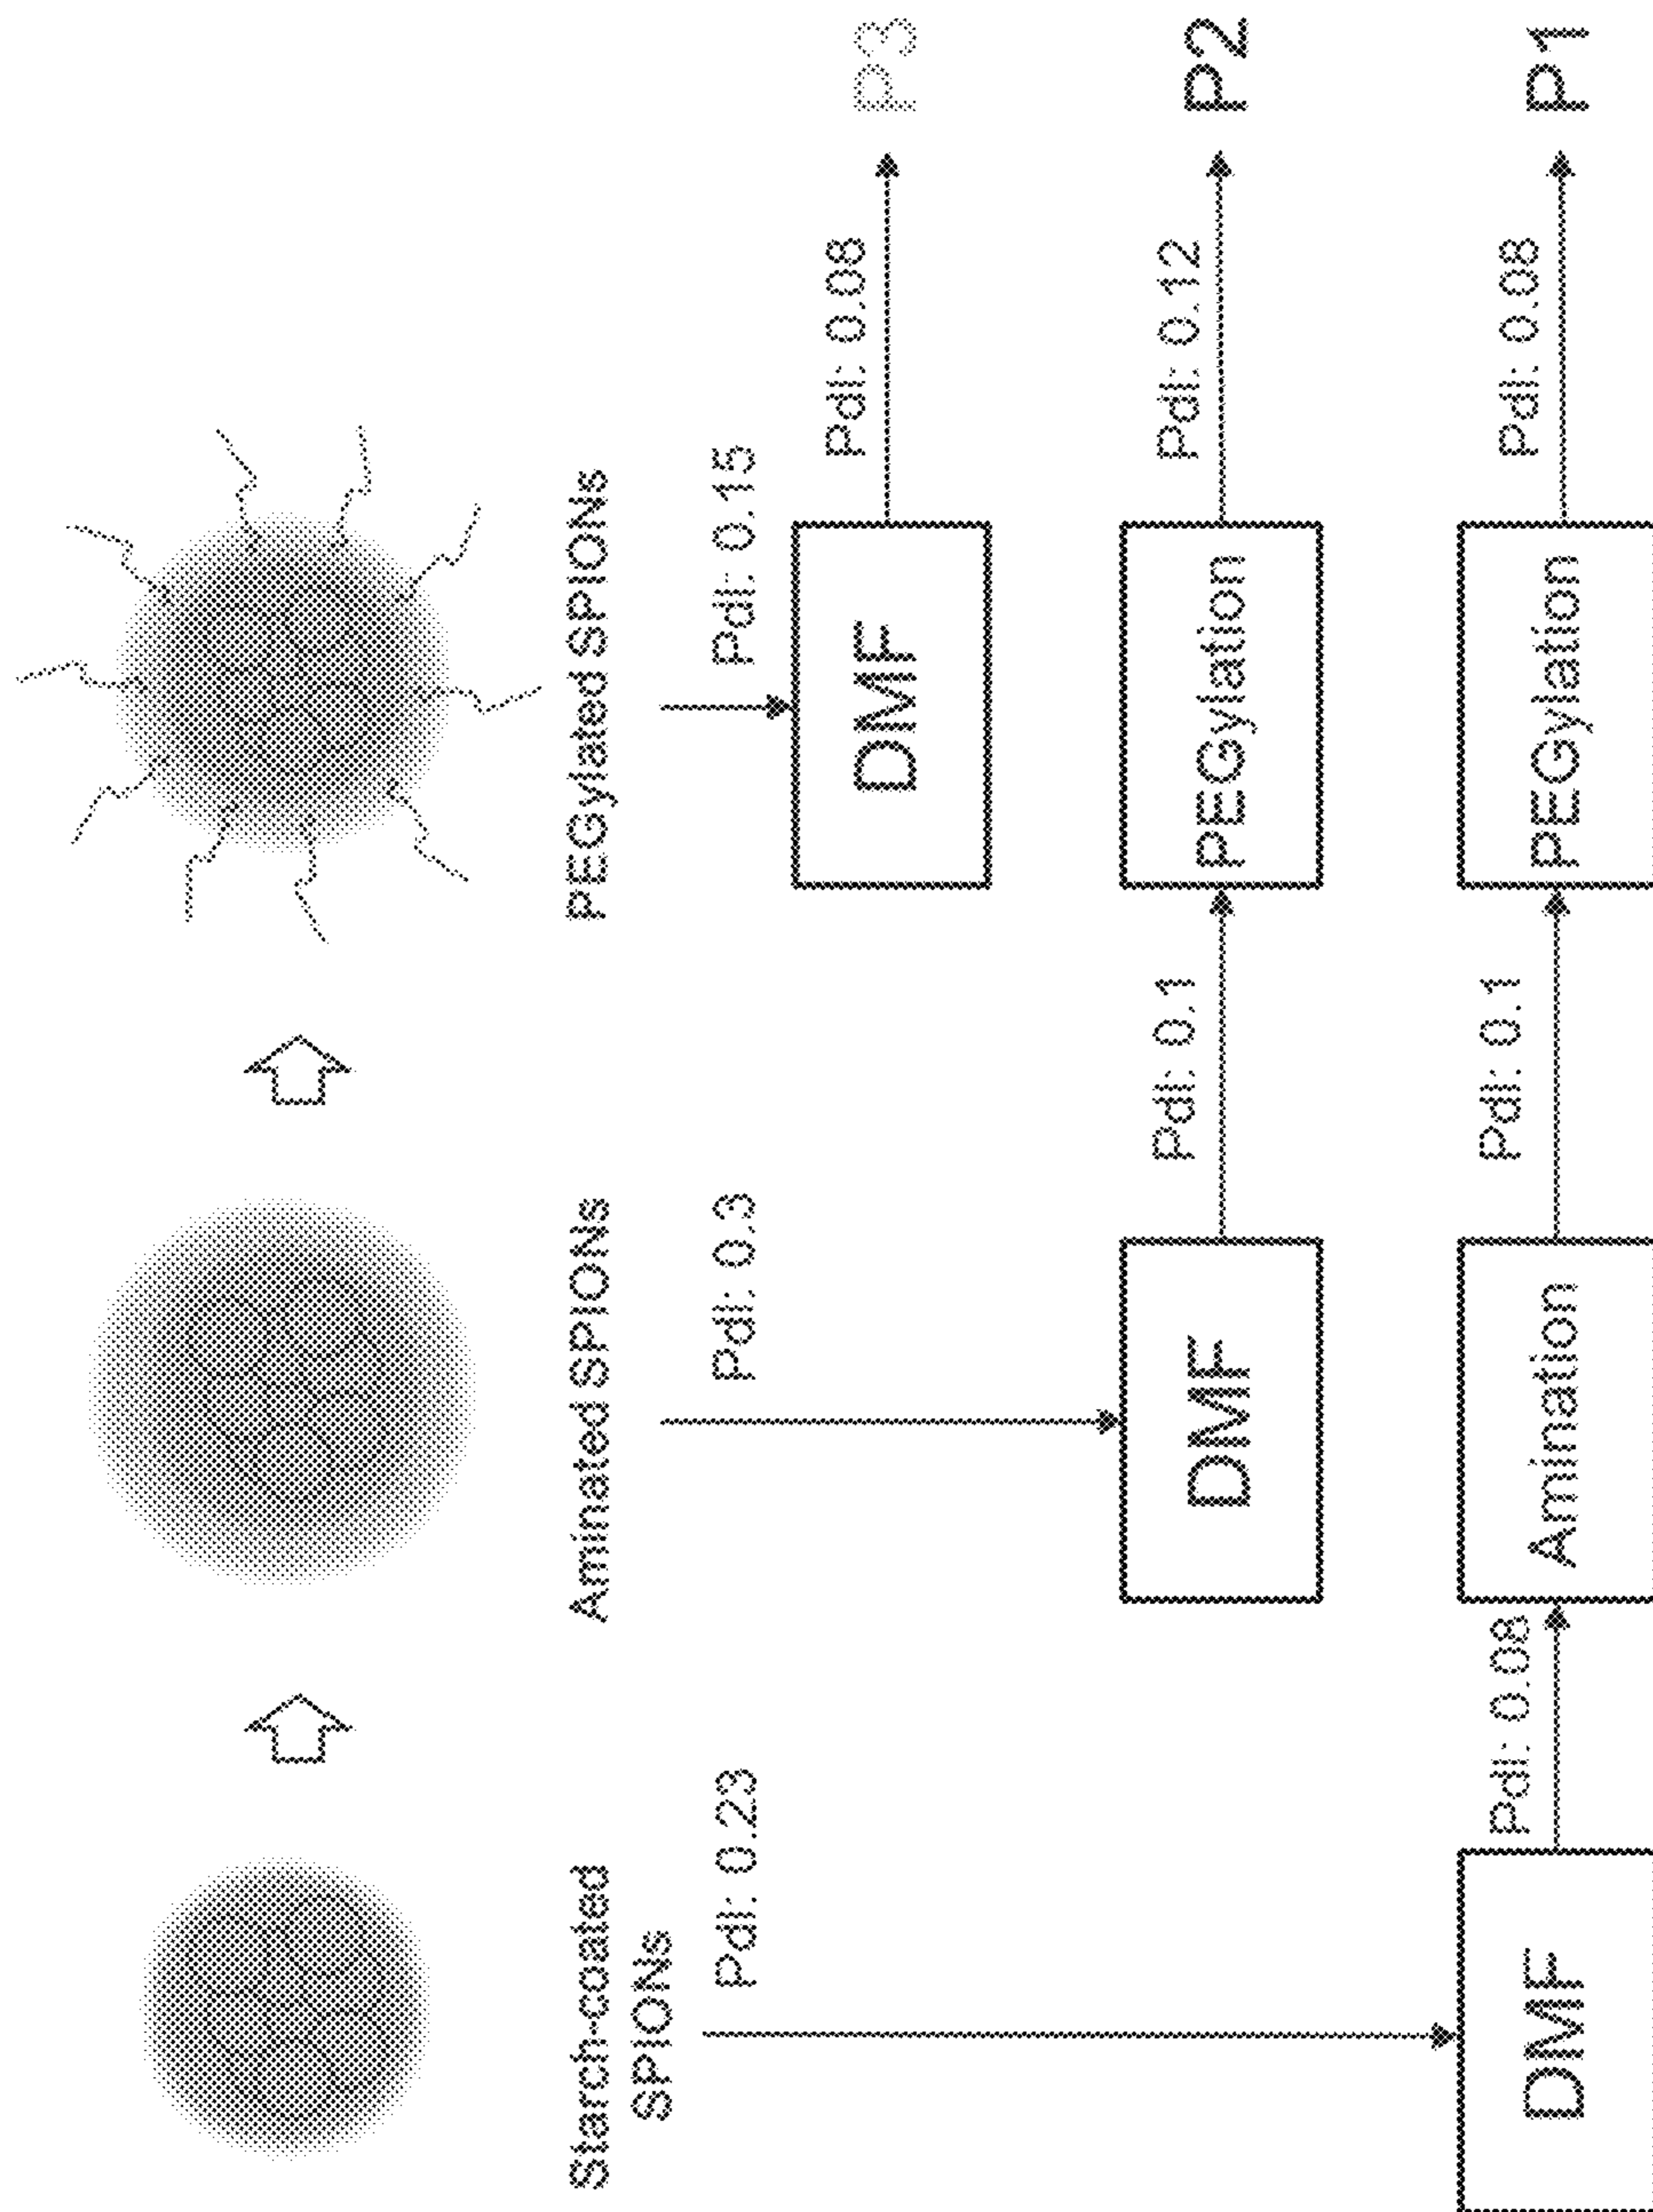 Starch-coated
SPIONs
Aminated SPIONs
PEGylated SPIONs
PdI: 0.23
PdI: 0.3
PdI: 0.15
DMF
PdI: 0.08
P3
DMF
PdI: 0.1
PEGylation
PdI: 0.12
P2
DMF
PdI: 0.08
Amination
PdI: 0.1
PEGylation
PdI: 0.08
P1